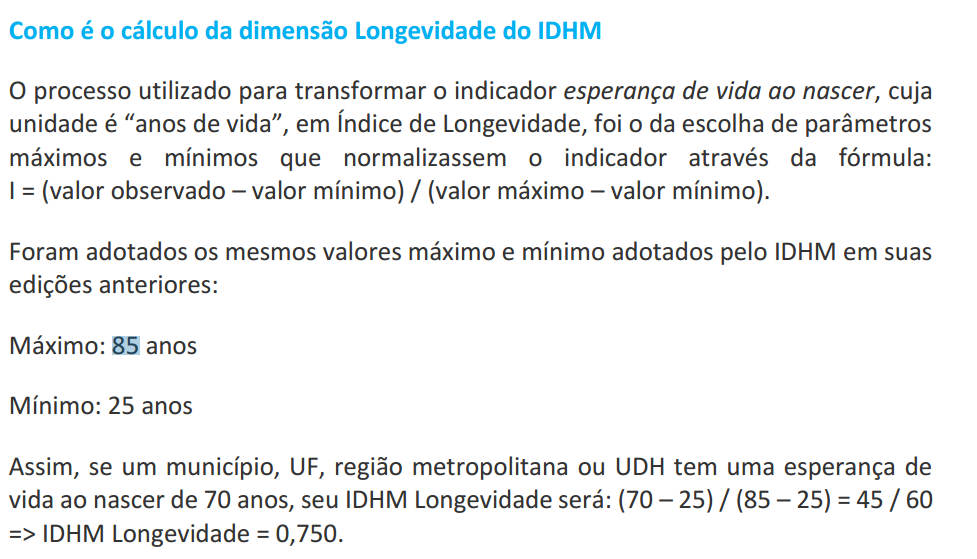 Como é o cálculo da dimensão Longevidade do IDHM
O processo utilizado para transformar o indicador esperança de vida ao nascer, cuja
unidade é “anos de vida”, em Índice de Longevidade, foi o da escolha de parâmetros
máximos e mínimos que normalizassem o indicador através da fórmula:
I = (valor observado – valor mínimo) / (valor máximo – valor mínimo).
Foram adotados os mesmos valores máximo e mínimo adotados pelo IDHM em suas
edições anteriores:
Máximo: 85 anos
Mínimo: 25 anos
Assim, se um município, UF, região metropolitana ou UDH tem uma esperança de
vida ao nascer de 70 anos, seu IDHM Longevidade será: (70 – 25) / (85 – 25) = 45 / 60
=> IDHM Longevidade = 0,750.